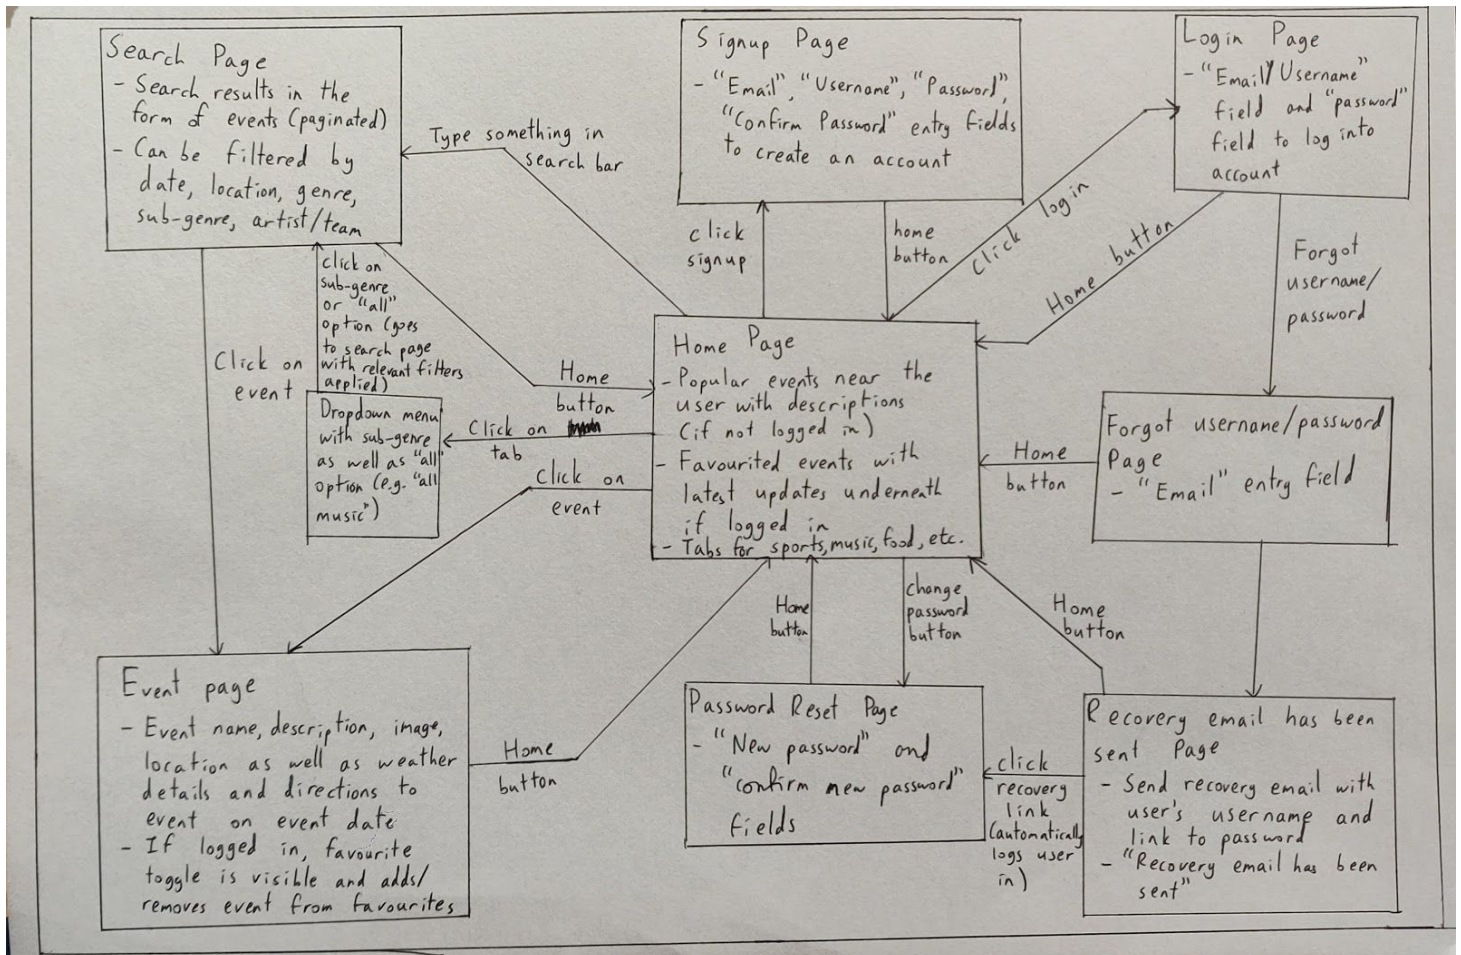 Search Page
- Search results in the
form of events (paginated)
- Can be filtered by
date, location, genre,
sub-genre, artist/team
Signup Page
- "Email", "Username", "Password",
"Confirm Password" entry fields
to create an account
Login Page
- "Email/Username"
field and "password"
field to log into
account
Type something in
search bar
click
signup
home
button
Click login
Home button
Forgot
username/
password
Click on
event
click on
sub-genre
or "all"
option (goes
to search page
with relevant filters
applied)
Home
button
Dropdown menu
with sub-genre
as well as "all"
option (e.g. "all
music")
Click on
tab
Click on
event
Home Page
- Popular events near the
user with descriptions
(if not logged in)
- Favourited events with
latest updates underneath
if logged in
- Tabs for sports, music, food, etc.
Home
button
Forgot username/password
Page
- "Email" entry field
Home
button
change
password
button
Home
button
Event page
- Event name, description, image,
location as well as weather
details and directions to
event on event date
- If logged in, favourite
toggle is visible and adds/
removes event from favourites
Home
button
Password Reset Page
- "New password" and
"confirm new password"
fields
click
recovery
link
(automatically
logs user
in)
Recovery email has been
sent Page
- Send recovery email with
user's username and
link to password
- "Recovery email has been
sent"